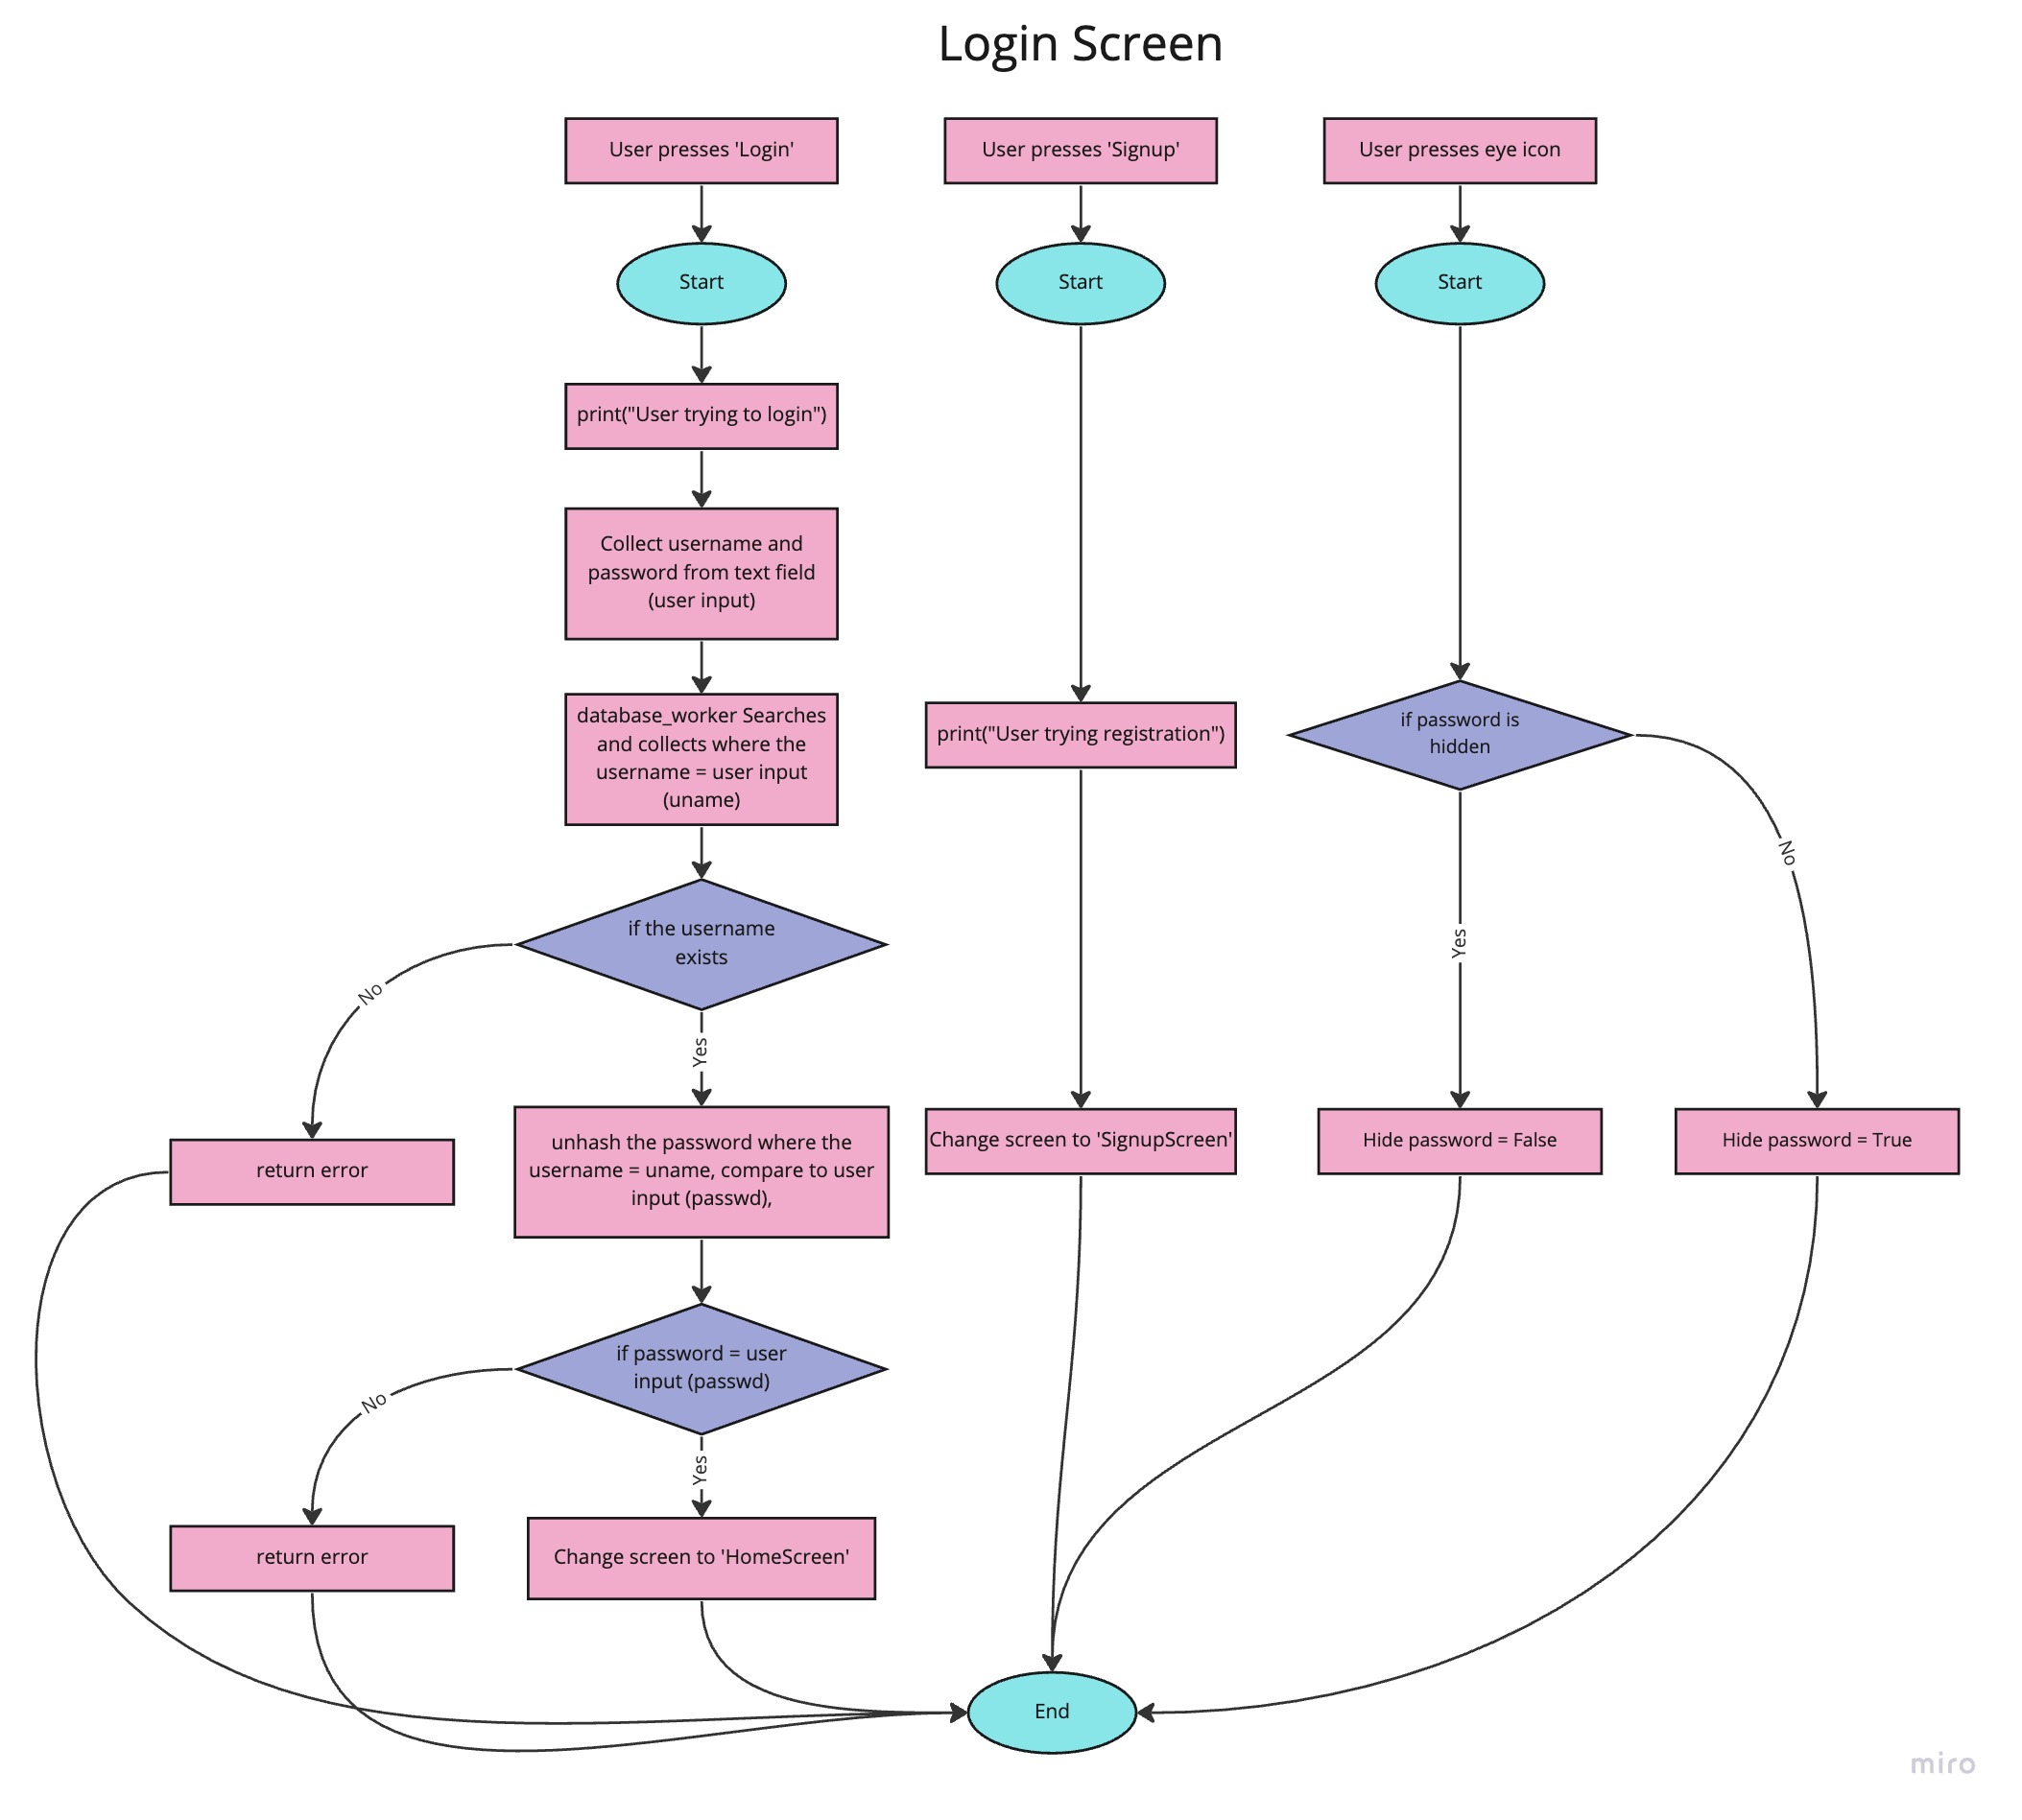 Login Screen
User presses 'Login'
User presses 'Signup'
User presses eye icon
Start
Start
Start
print("User trying to login")
Collect username and
password from text field
(user input)
database_worker Searches
and collects where the
username = user input
(uname)
print("User trying registration")
if password is
hidden
No
if the username
exists
Yes
No
Yes
return error
unhash the password where the
username = uname, compare to user
input (passwd),
Change screen to 'SignupScreen'
Hide password = False
Hide password = True
if password = user
input (passwd)
No
Yes
return error
Change screen to 'HomeScreen'
End
miro